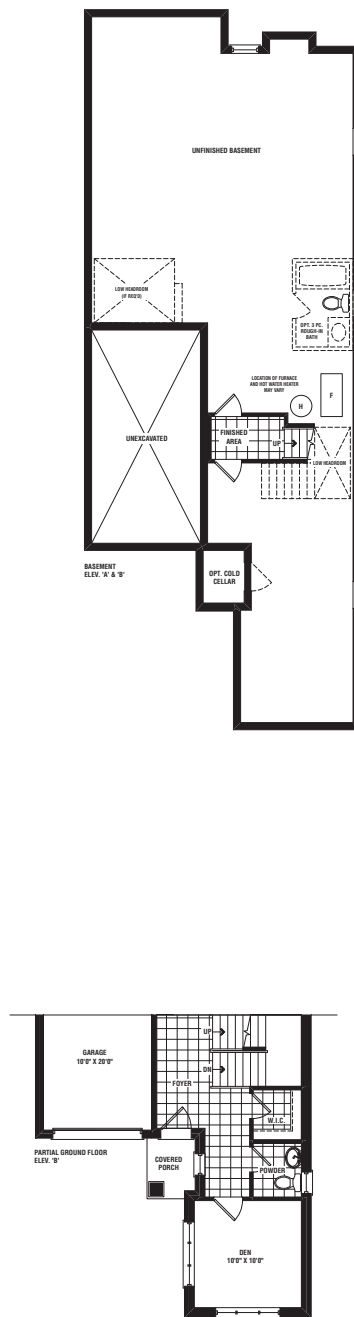 UNFINISHED BASEMENT
LOW HEADROOM
(IF REQ'D)
OPT. 3 PC.
ROUGH-IN
BATH
LOCATION OF FURNACE
AND HOT WATER HEATER
MAY VARY
H
F
UNEXCAVATED
FINISHED
AREA
UP
LOW HEADROOM
BASEMENT
ELEV. 'A' & 'B'
OPT. COLD
CELLAR
GARAGE
10'0" X 20'0"
UP
DN
FOYER
W.I.C.
PARTIAL GROUND FLOOR
ELEV. 'B'
COVERED
PORCH
POWDER
DEN
10'0" X 10'0"